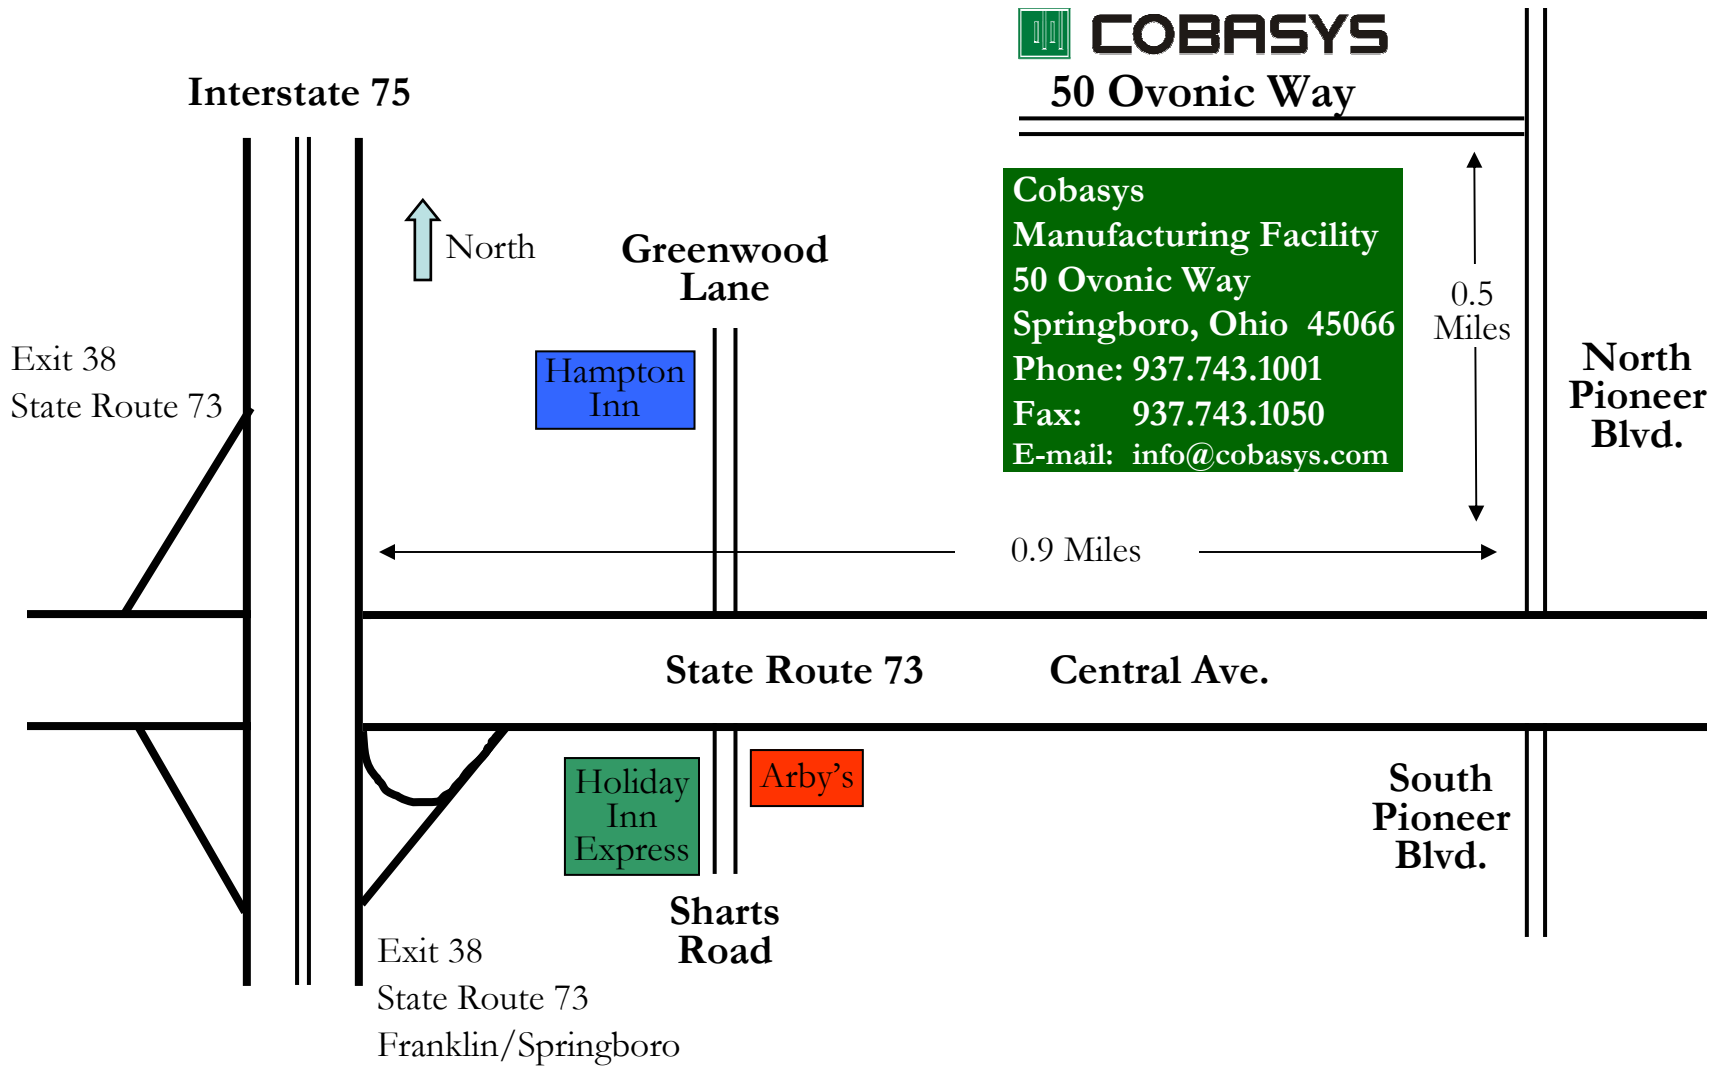 COBASYS
50 Ovonic Way
Interstate 75
North
Greenwood
Lane
Cobasys
Manufacturing Facility
50 Ovonic Way
Springboro, Ohio 45066
Phone: 937.743.1001
Fax: 937.743.1050
E-mail: info@cobasys.com
0.5
Miles
Exit 38
State Route 73
Hampton
Inn
North
Pioneer
Blvd.
0.9 Miles
State Route 73
Central Ave.
Holiday
Inn
Express
Arby's
South
Pioneer
Blvd.
Sharts
Road
Exit 38
State Route 73
Franklin/Springboro